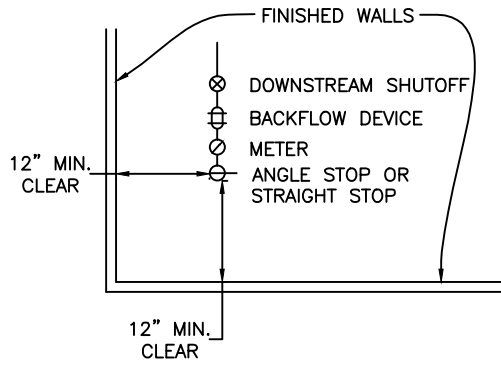 FINISHED WALLS
DOWNSTREAM SHUTOFF
BACKFLOW DEVICE
METER
12" MIN.
CLEAR
ANGLE STOP OR
STRAIGHT STOP
12" MIN.
CLEAR